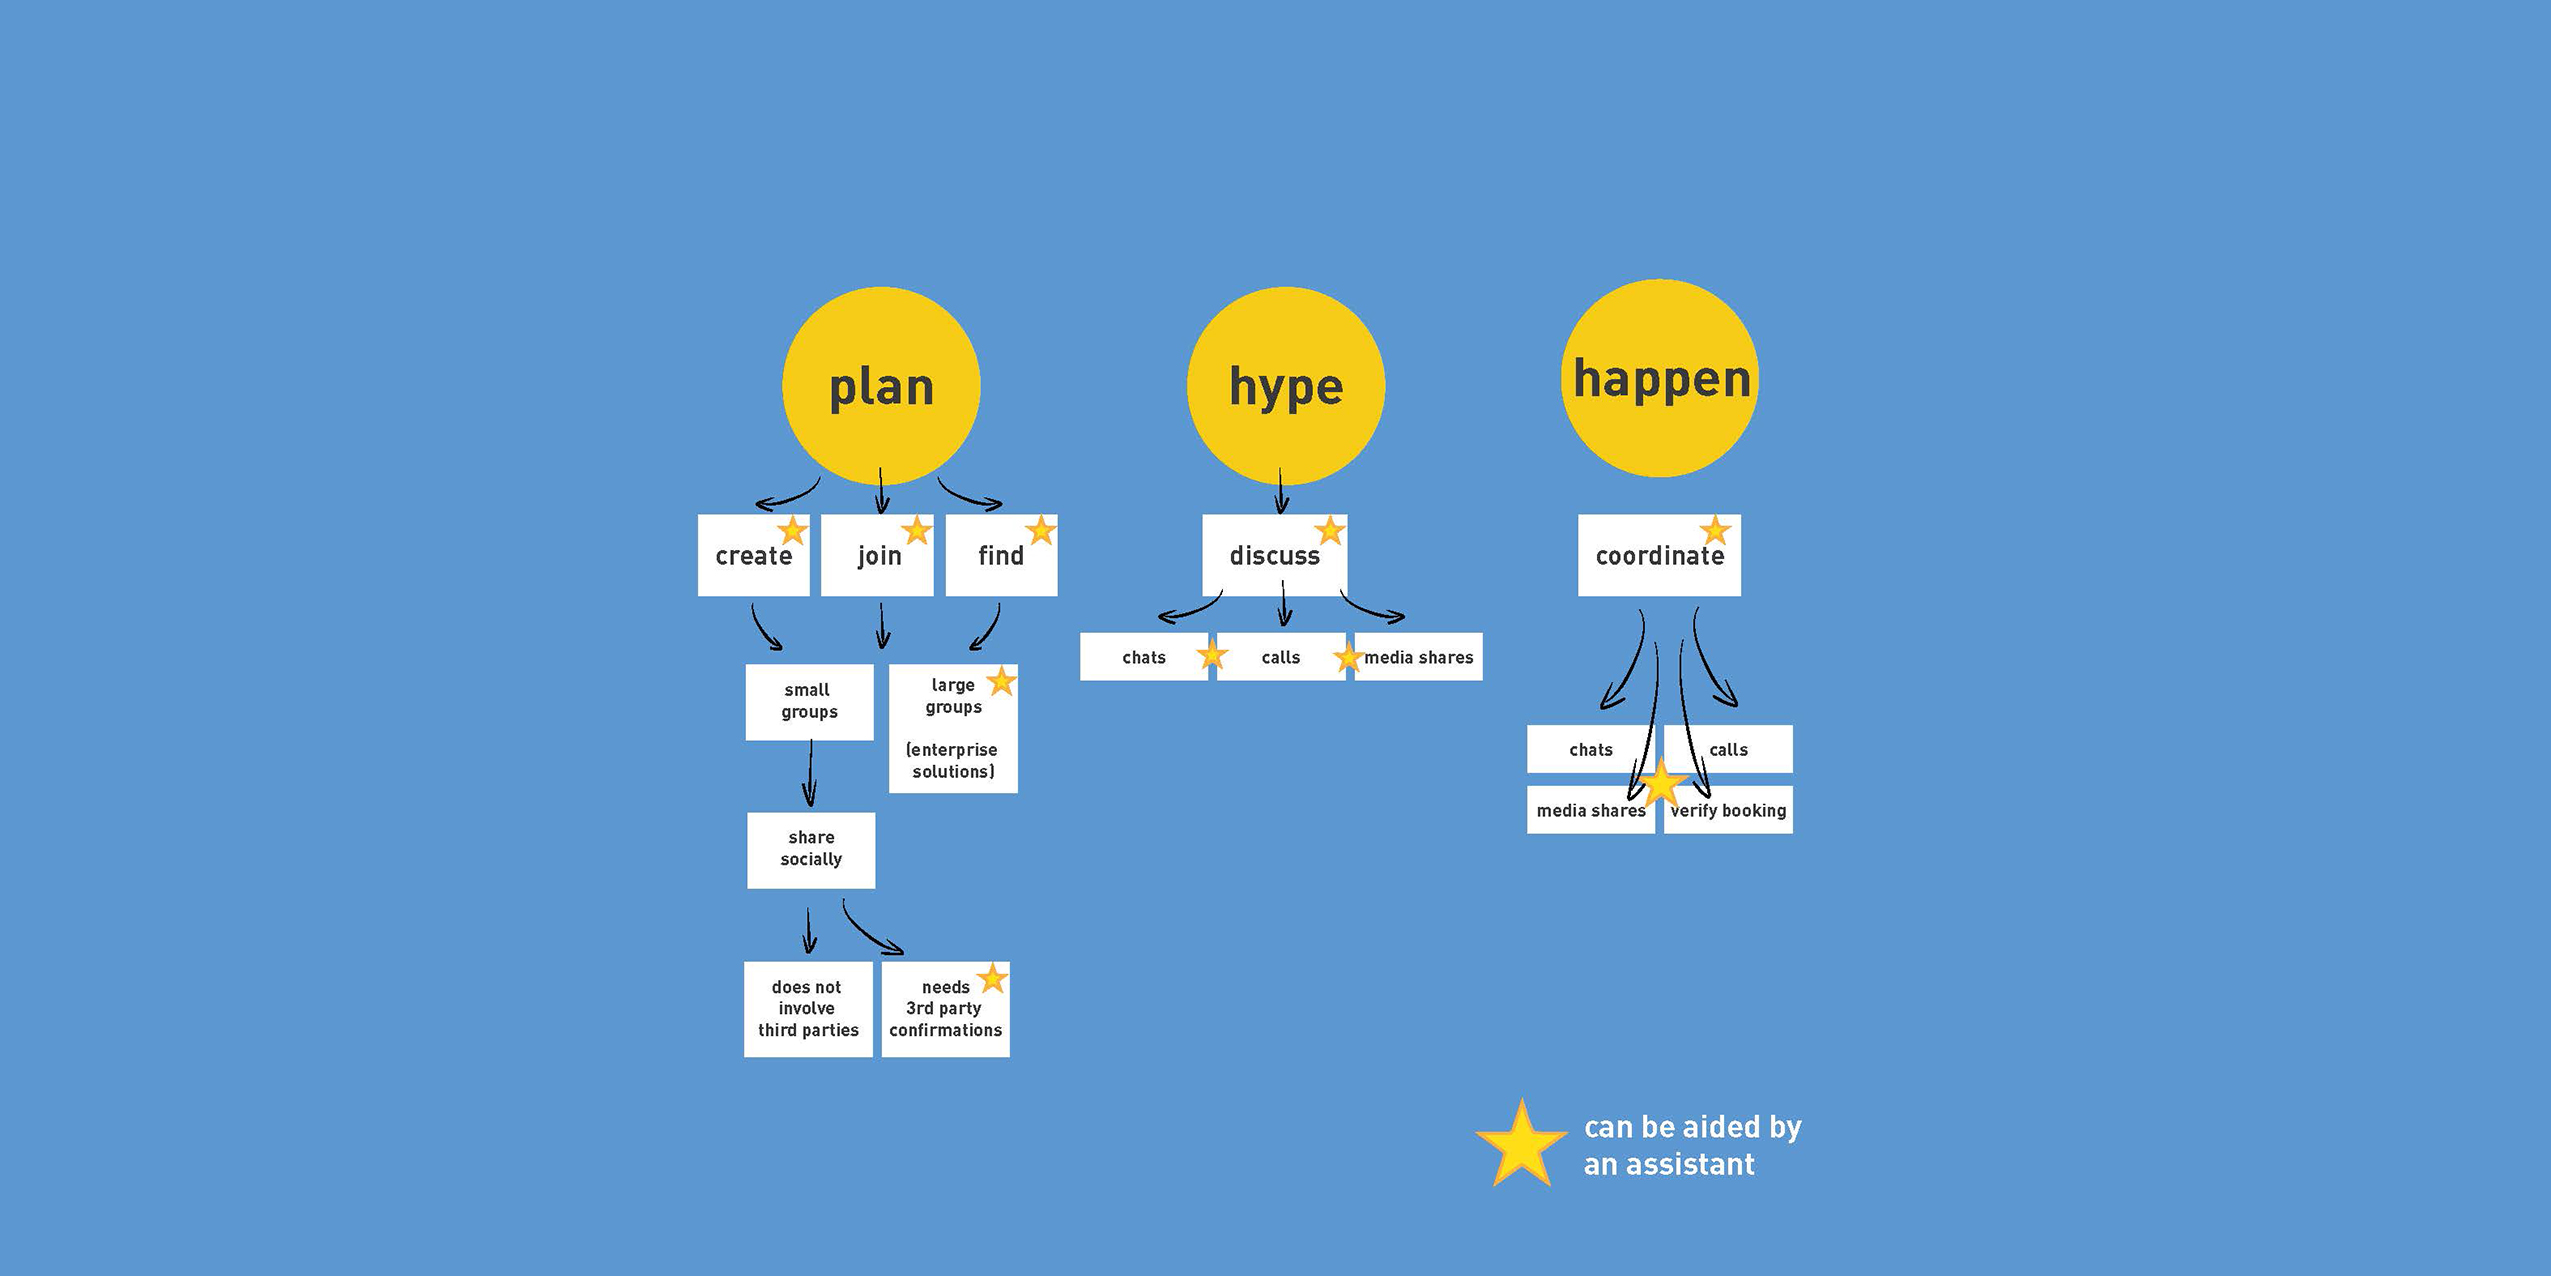 plan
create
join
find
small
groups
large
groups
(enterprise
solutions)
share
socially
does not
involve
third parties
needs
3rd party
confirmations
hype
discuss
chats
calls
media shares
happen
coordinate
chats
calls
media shares
verify booking
can be aided by
an assistant